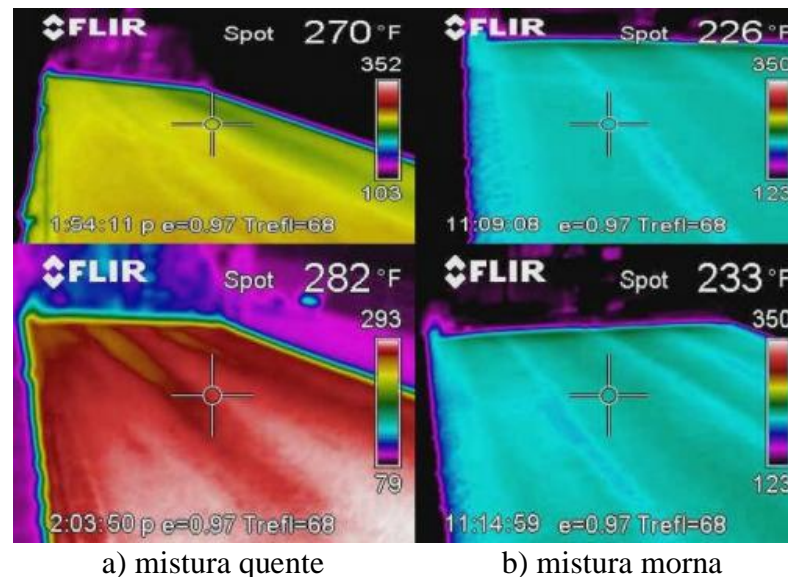 FLIR Spot 270 °F
352
103
1:54:11 p e=0.97 Trefl=68
FLIR Spot 226 °F
350
123
11:09:08 e=0.97 Trefl=68
FLIR Spot 282 °F
293
79
2:03:50 p e=0.97 Trefl=68
FLIR Spot 233 °F
350
123
11:14:59 e=0.97 Trefl=68
a) mistura quente
b) mistura morna